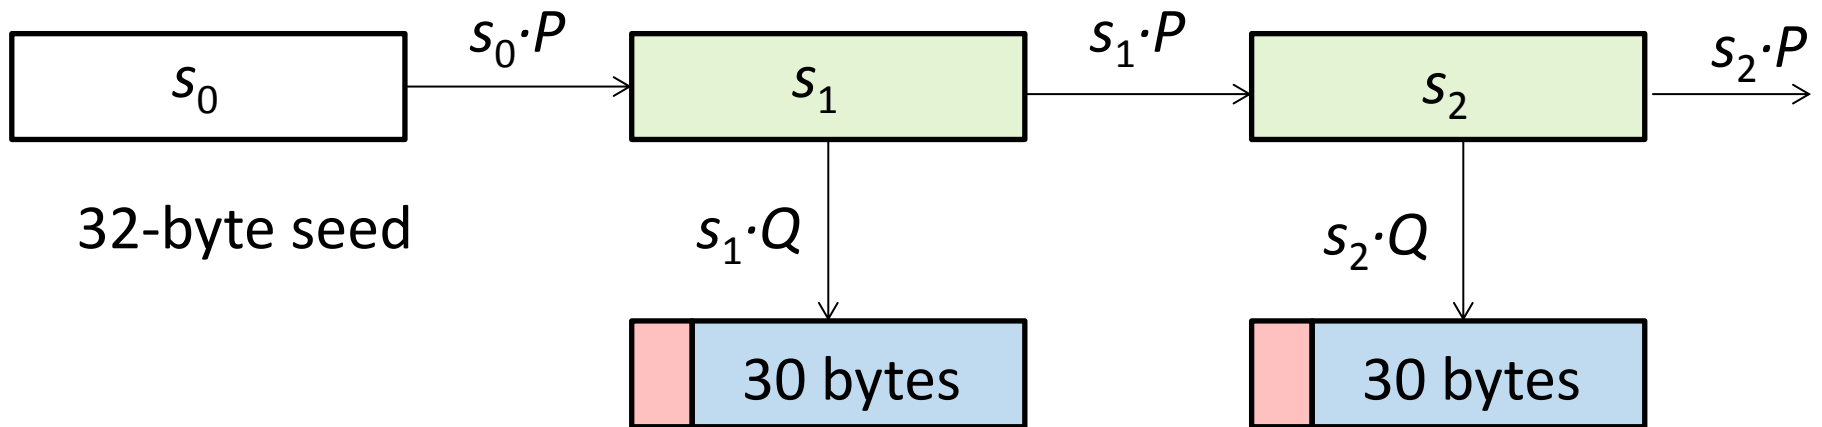 s₀·P
s₁·P
s₂·P
s₀
s₁
s₂
32-byte seed
s₁·Q
s₂·Q
30 bytes
30 bytes